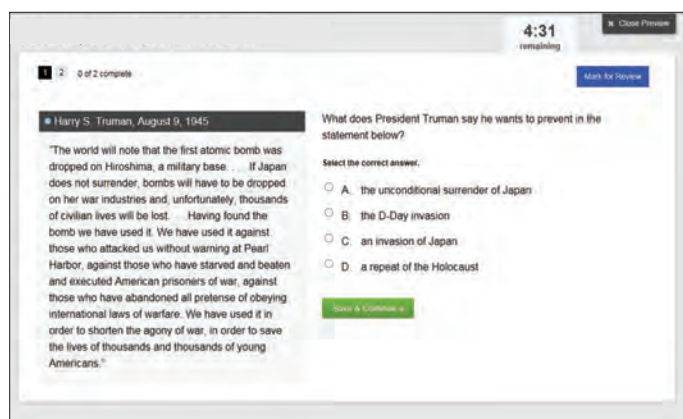 4:31
remaining
× Close Preview
1 2 0 of 2 complete
Mark for Review
Harry S. Truman, August 9, 1945
"The world will note that the first atomic bomb was
dropped on Hiroshima, a military base. . . If Japan
does not surrender, bombs will have to be dropped
on her war industries and, unfortunately, thousands
of civilian lives will be lost. . .Having found the
bomb we have used it. We have used it against
those who attacked us without warning at Pearl
Harbor, against those who have starved and beaten
and executed American prisoners of war, against
those who have abandoned all pretense of obeying
international laws of warfare. We have used it in
order to shorten the agony of war, in order to save
the lives of thousands and thousands of young
Americans."
What does President Truman say he wants to prevent in the
statement below?
Select the correct answer.
A. the unconditional surrender of Japan
B. the D-Day invasion
C. an invasion of Japan
D. a repeat of the Holocaust
Save & Continue »